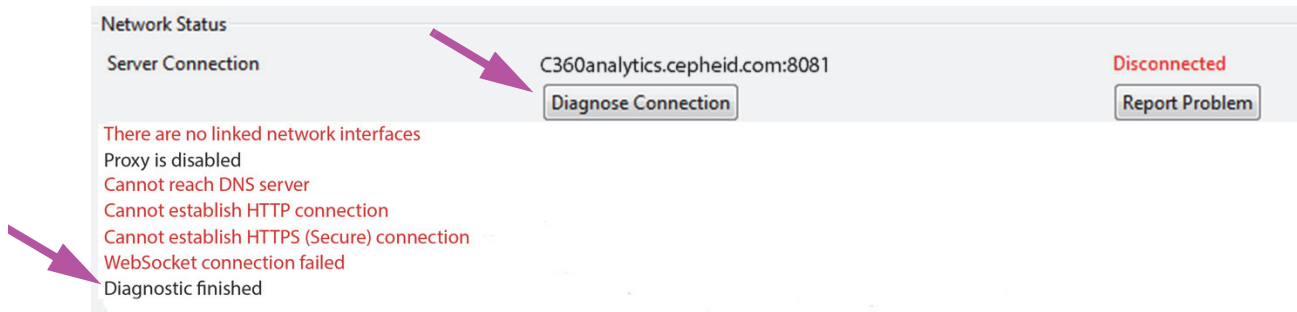 Network Status
Server Connection
C360analytics.cepheid.com:8081
Disconnected
Diagnose Connection
Report Problem
There are no linked network interfaces
Proxy is disabled
Cannot reach DNS server
Cannot establish HTTP connection
Cannot establish HTTPS (Secure) connection
WebSocket connection failed
Diagnostic finished